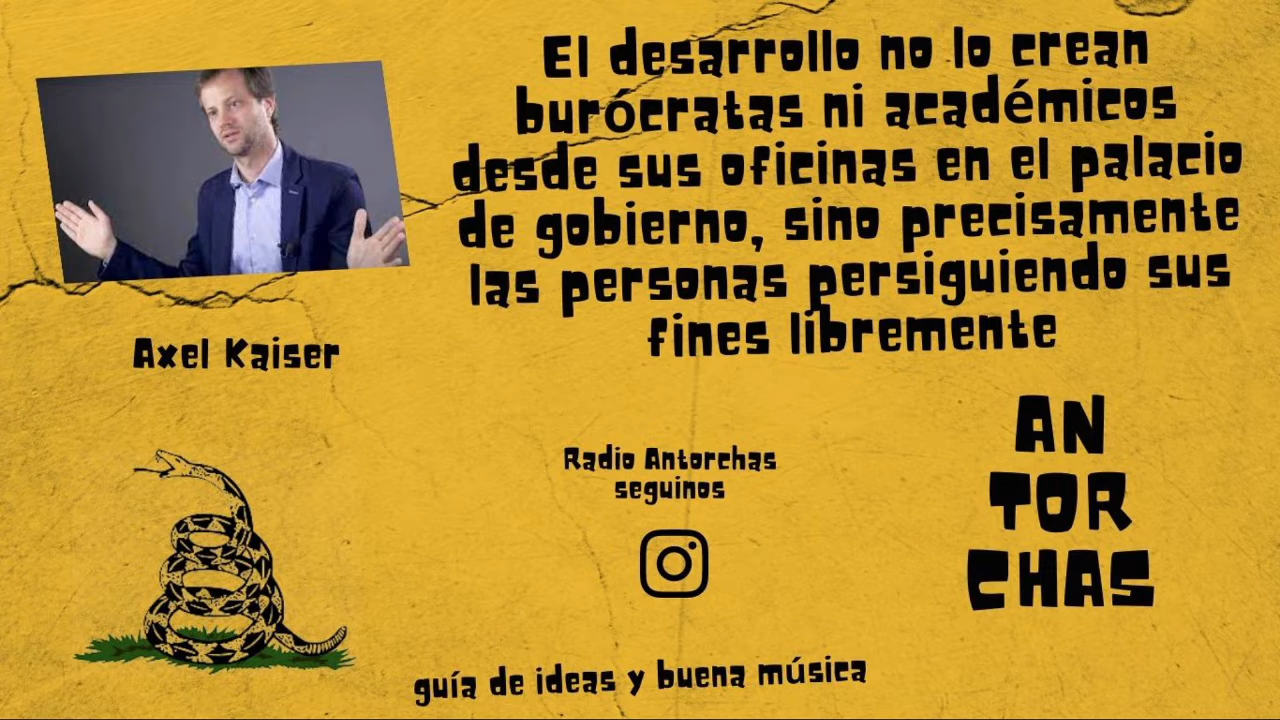 El desarrollo no lo crean
burócratas ni académicos
desde sus oficinas en el palacio
de gobierno, sino precisamente
las personas persiguiendo sus
fines libremente
Axel Kaiser
Radio Antorchas
seguinos
AN
TOR
CHAS
guía de ideas y buena música